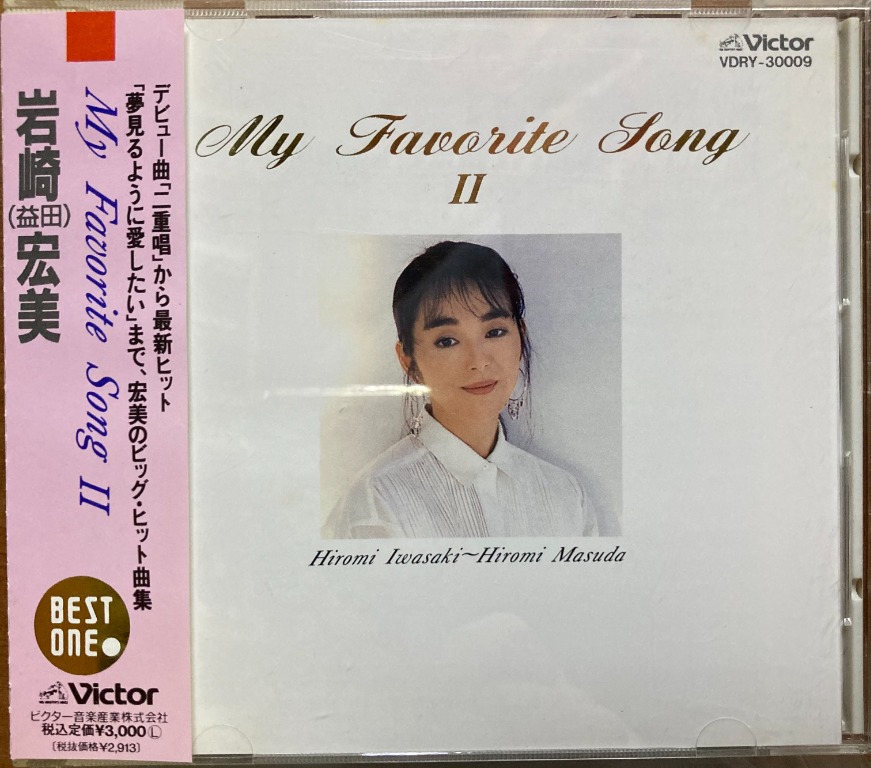 デビュー曲「二重唱」から最新ヒット
「夢見るように愛したい」まで、宏美のビッグ・ヒット曲集
My Favorite Song II
岩崎(益田)宏美
BEST
ONE.
Victor
ビクター音楽産業株式会社
税込定価¥3,000Ⓛ
〔税抜価格¥2,913〕
Victor
VDRY-30009
My Favorite Song
II
Hiromi Iwasaki~Hiromi Masuda